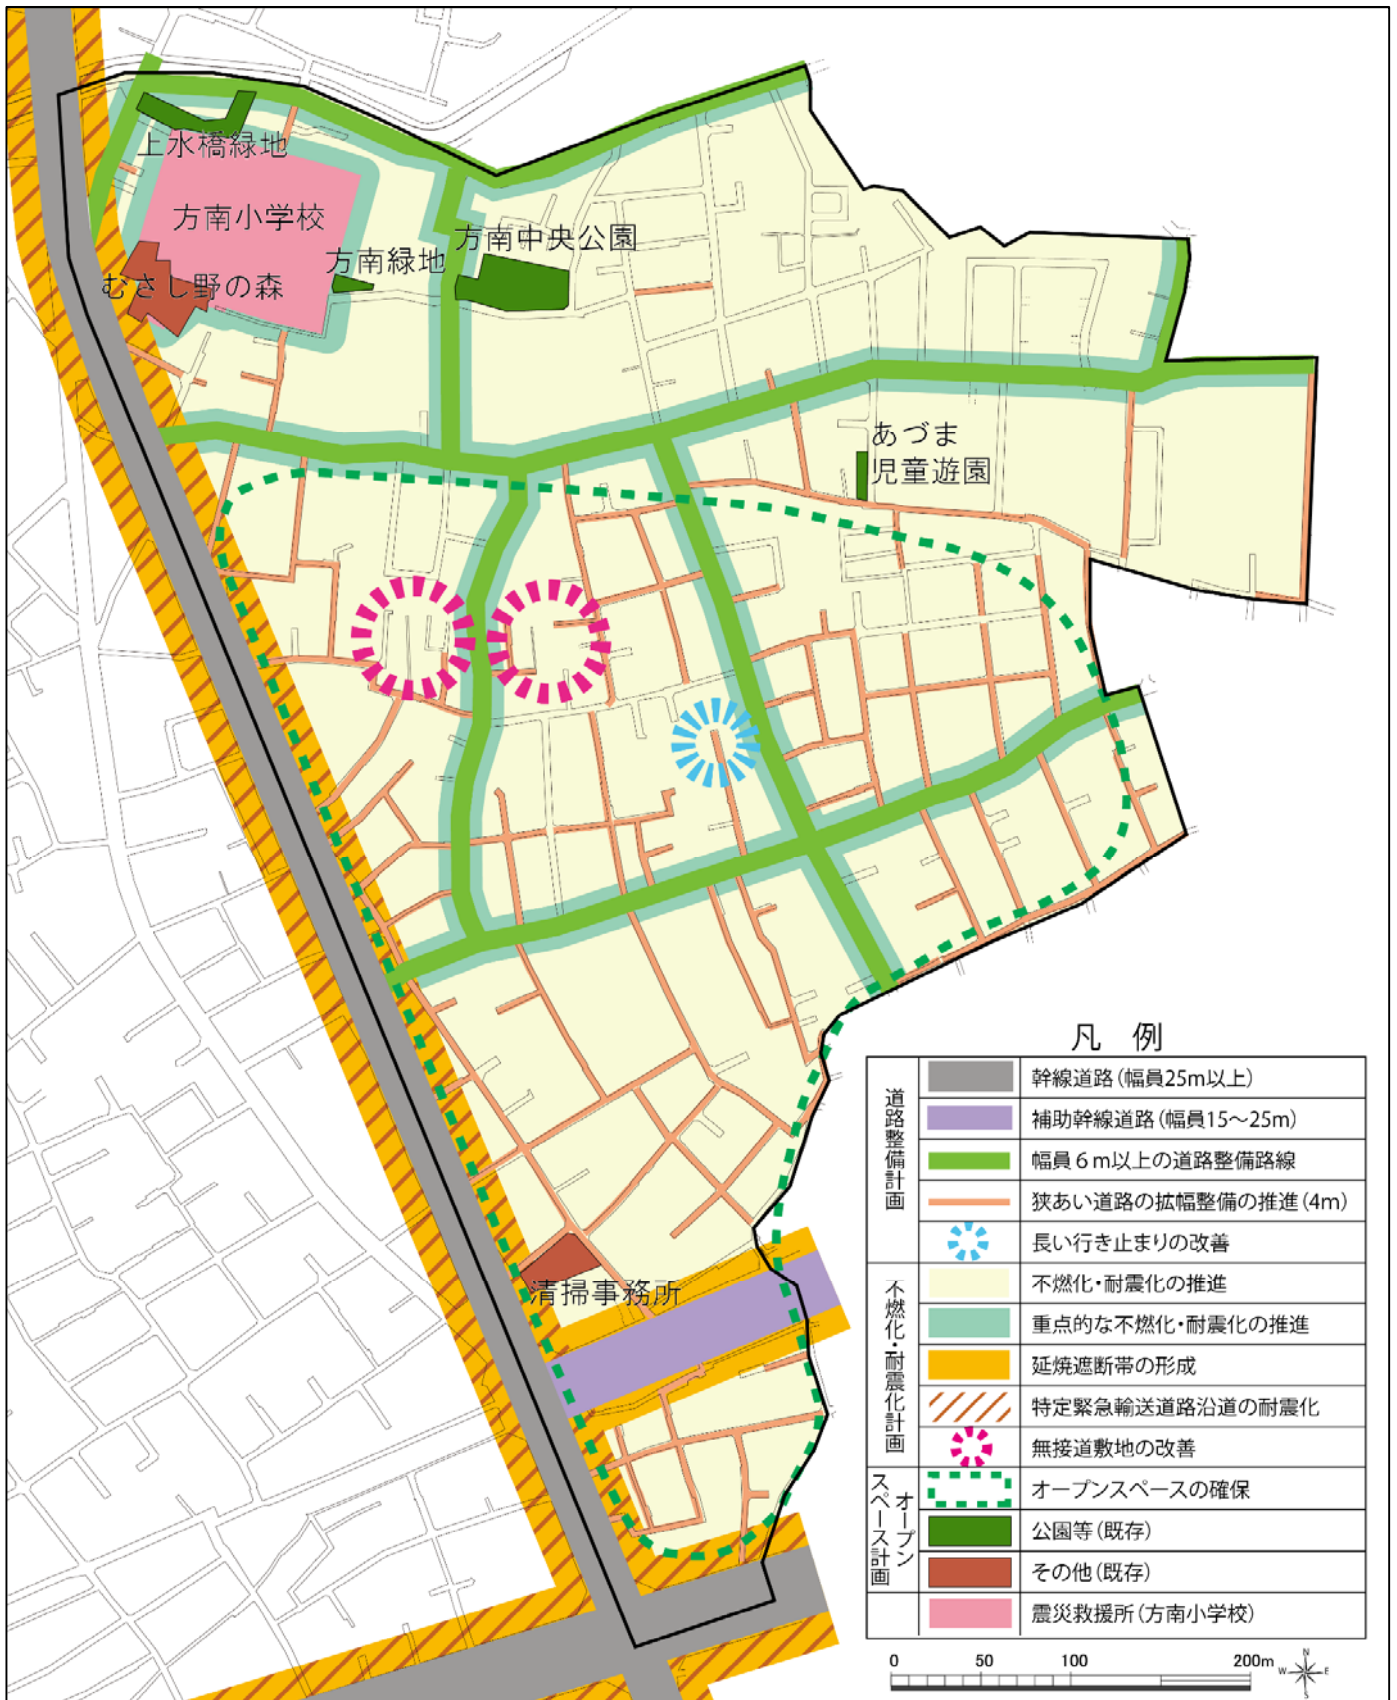 上水橋緑地
方南小学校
方南緑地
方南中央公園
むさし野の森
あづま
児童遊園
清掃事務所
凡 例
道路整備計画
幹線道路(幅員25m以上)
補助幹線道路(幅員15～25m)
幅員6m以上の道路整備路線
狭あい道路の拡幅整備の推進(4m)
長い行き止まりの改善
不燃化・耐震化計画
不燃化・耐震化の推進
重点的な不燃化・耐震化の推進
延焼遮断帯の形成
特定緊急輸送道路沿道の耐震化
無接道敷地の改善
オープン
スペース計画
オープンスペースの確保
公園等(既存)
その他(既存)
震災救援所(方南小学校)
0 50 100 200m
N
W E
S